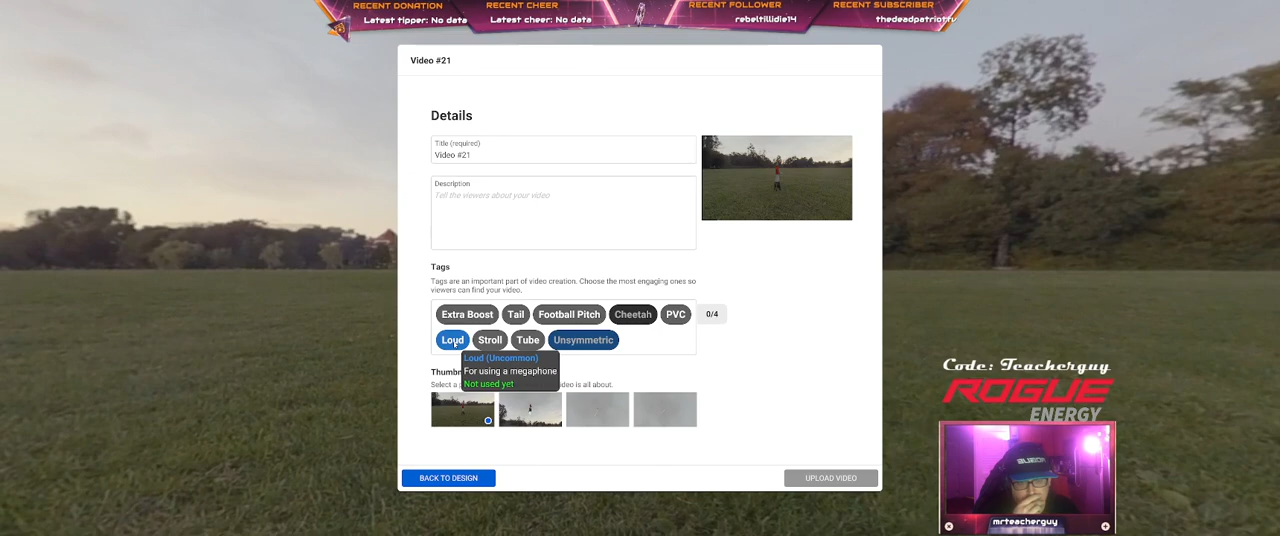 RECENT DONATION
Latest tipper: No data
RECENT CHEER
Latest cheer: No data
RECENT FOLLOWER
rebeltillidie14
RECENT SUBSCRIBER
thedeadpatriottv
Video #21
Details
Title (required)
Video #21
Description
Tell the viewers about your video
Tags
Tags are an important part of video creation. Choose the most engaging ones so
viewers can find your video.
Extra Boost Tail Football Pitch Cheetah PVC 0/4
Loud Stroll Tube Unsymmetric
Loud (Uncommon)
For using a megaphone
Not used yet
Select a
video is all about.
BACK TO DESIGN
UPLOAD VIDEO
Code: Teacherguy
ROGUE
ENERGY
mrteacherguy